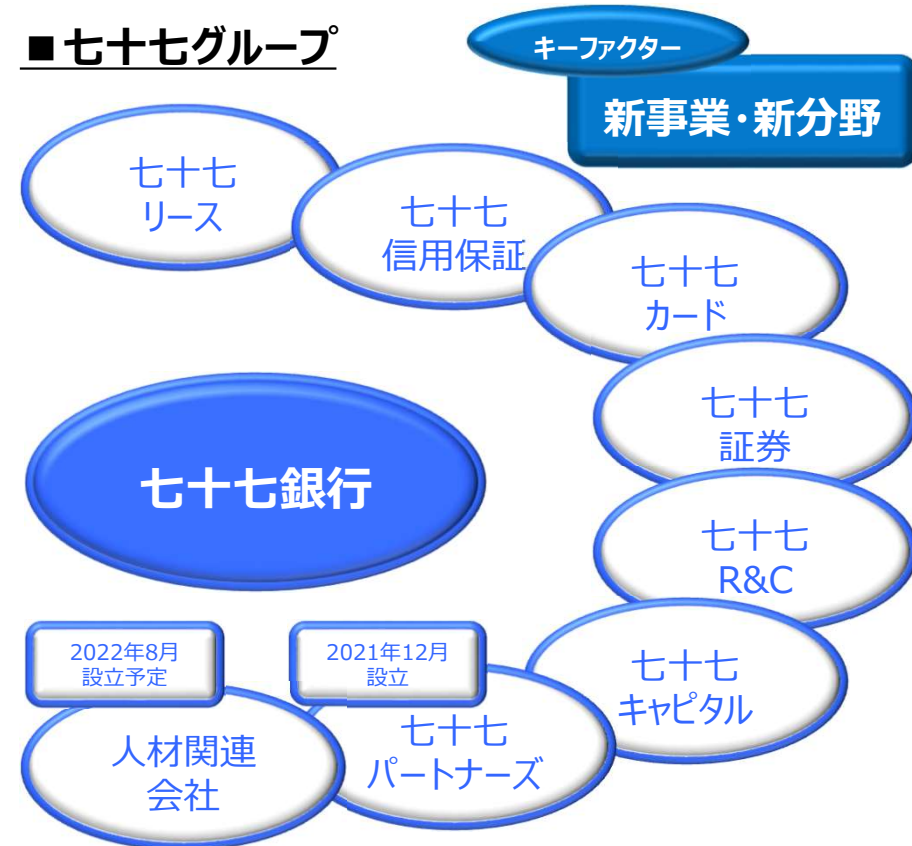 ■七十七グループ
キーファクター
新事業・新分野
七十七
リース
七十七
信用保証
七十七
カード
七十七
証券
七十七銀行
七十七
R&C
七十七
キャピタル
2021年12月
設立
七十七
パートナーズ
2022年8月
設立予定
人材関連
会社